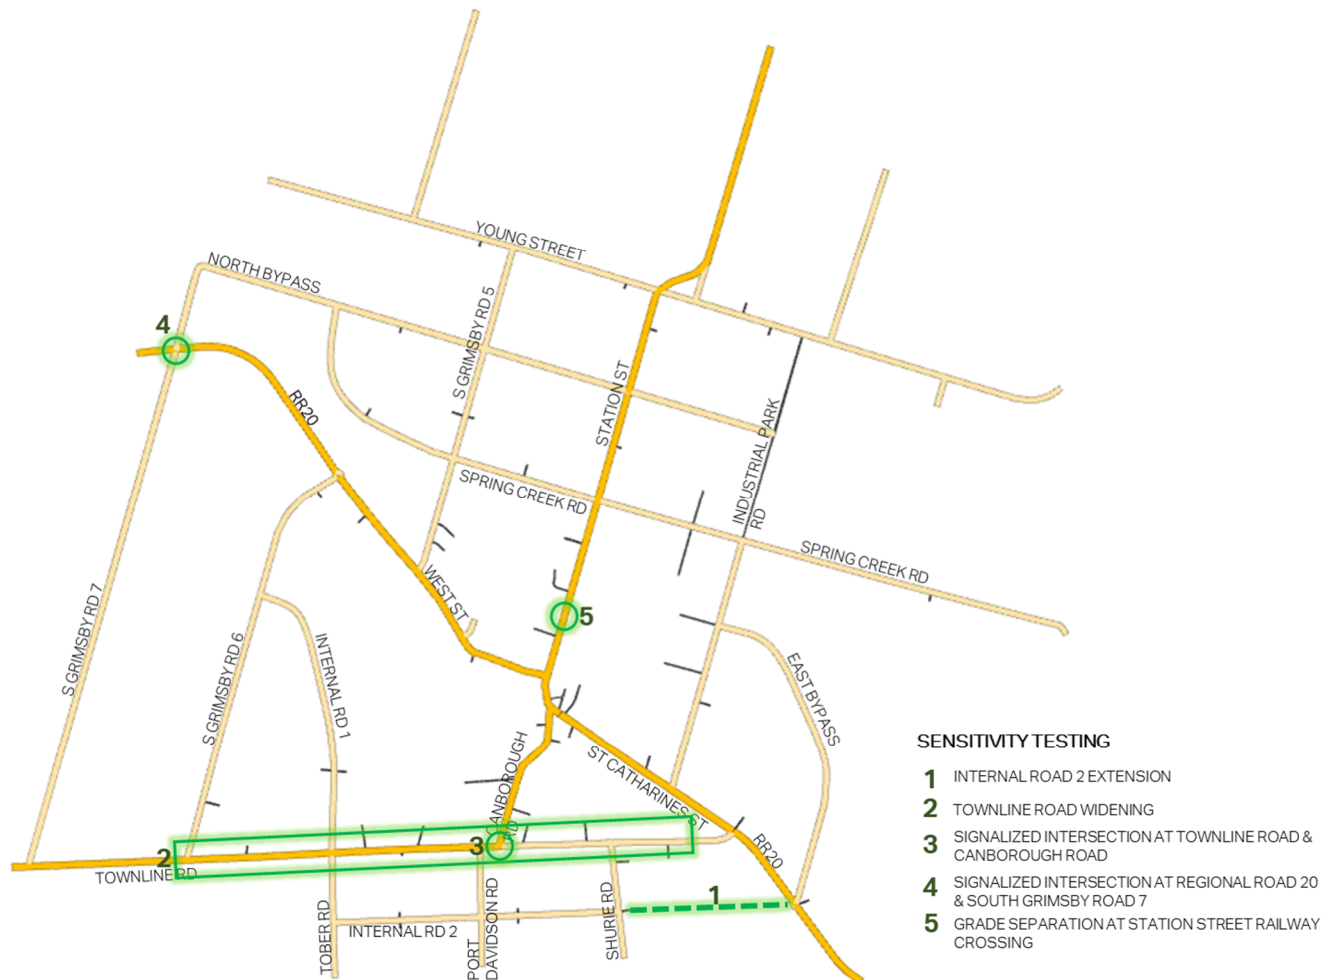 YOUNG STREET
NORTH BYPASS
4
S GRIMSBY RD 5
RR20
STATION ST
INDUSTRIAL PARK
RD
SPRING CREEK RD
SPRING CREEK RD
WEST ST
5
S GRIMSBY RD 7
S GRIMSBY RD 6
INTERNAL RD 1
EAST BYPASS
CANBOROUGH
RD
ST CATHARINES ST
RR20
2
3
TOWNLINE RD
1
TOBER RD
INTERNAL RD 2
PORT
DAVIDSON RD
SHURIE RD
SENSITIVITY TESTING
1 INTERNAL ROAD 2 EXTENSION
2 TOWNLINE ROAD WIDENING
3 SIGNALIZED INTERSECTION AT TOWNLINE ROAD &
CANBOROUGH ROAD
4 SIGNALIZED INTERSECTION AT REGIONAL ROAD 20
& SOUTH GRIMSBY ROAD 7
5 GRADE SEPARATION AT STATION STREET RAILWAY
CROSSING